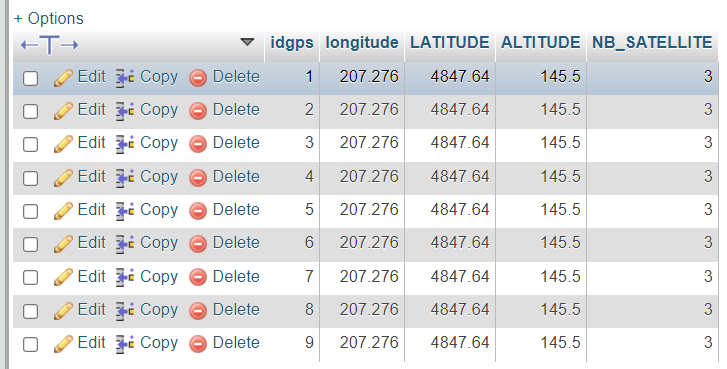 + Options
←T→ idgps longitude LATITUDE ALTITUDE NB_SATELLITE
Edit Copy Delete 1 207.276 4847.64 145.5 3
Edit Copy Delete 2 207.276 4847.64 145.5 3
Edit Copy Delete 3 207.276 4847.64 145.5 3
Edit Copy Delete 4 207.276 4847.64 145.5 3
Edit Copy Delete 5 207.276 4847.64 145.5 3
Edit Copy Delete 6 207.276 4847.64 145.5 3
Edit Copy Delete 7 207.276 4847.64 145.5 3
Edit Copy Delete 8 207.276 4847.64 145.5 3
Edit Copy Delete 9 207.276 4847.64 145.5 3